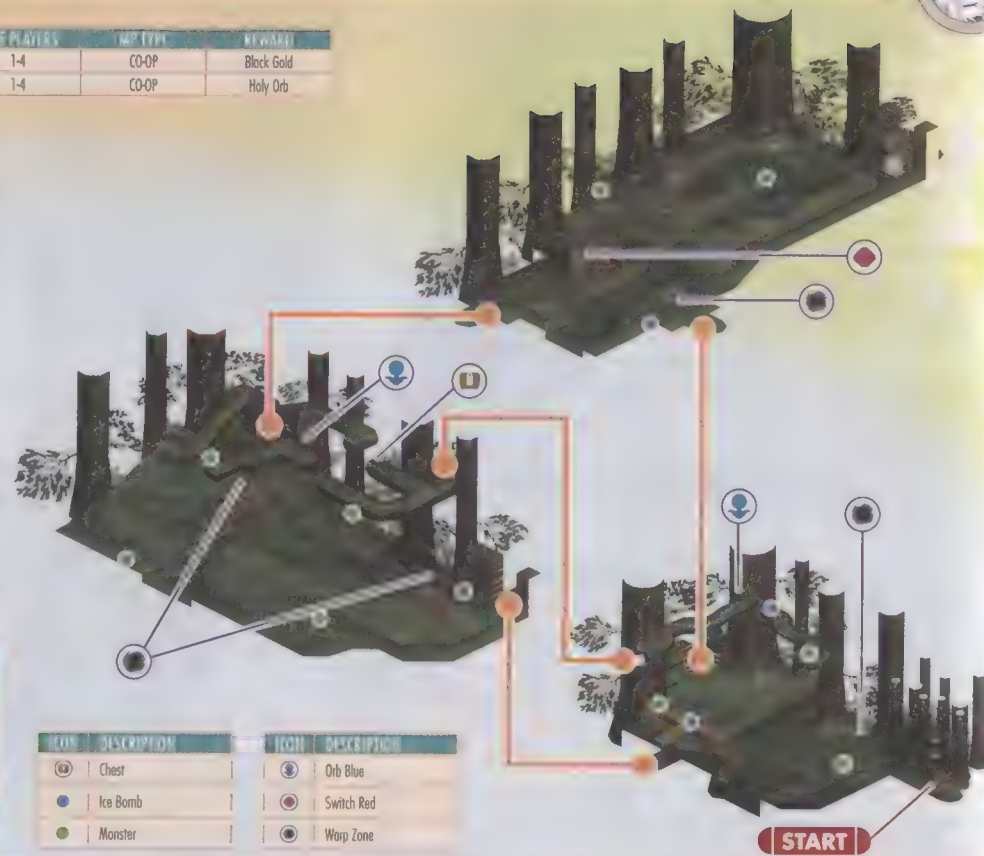 PLAYERS IMP TYPE REWARD
1-4 CO-OP Black Gold
1-4 CO-OP Holy Orb
START
ICON DESCRIPTION ICON DESCRIPTION
Chest Orb Blue
Ice Bomb Switch Red
Monster Warp Zone